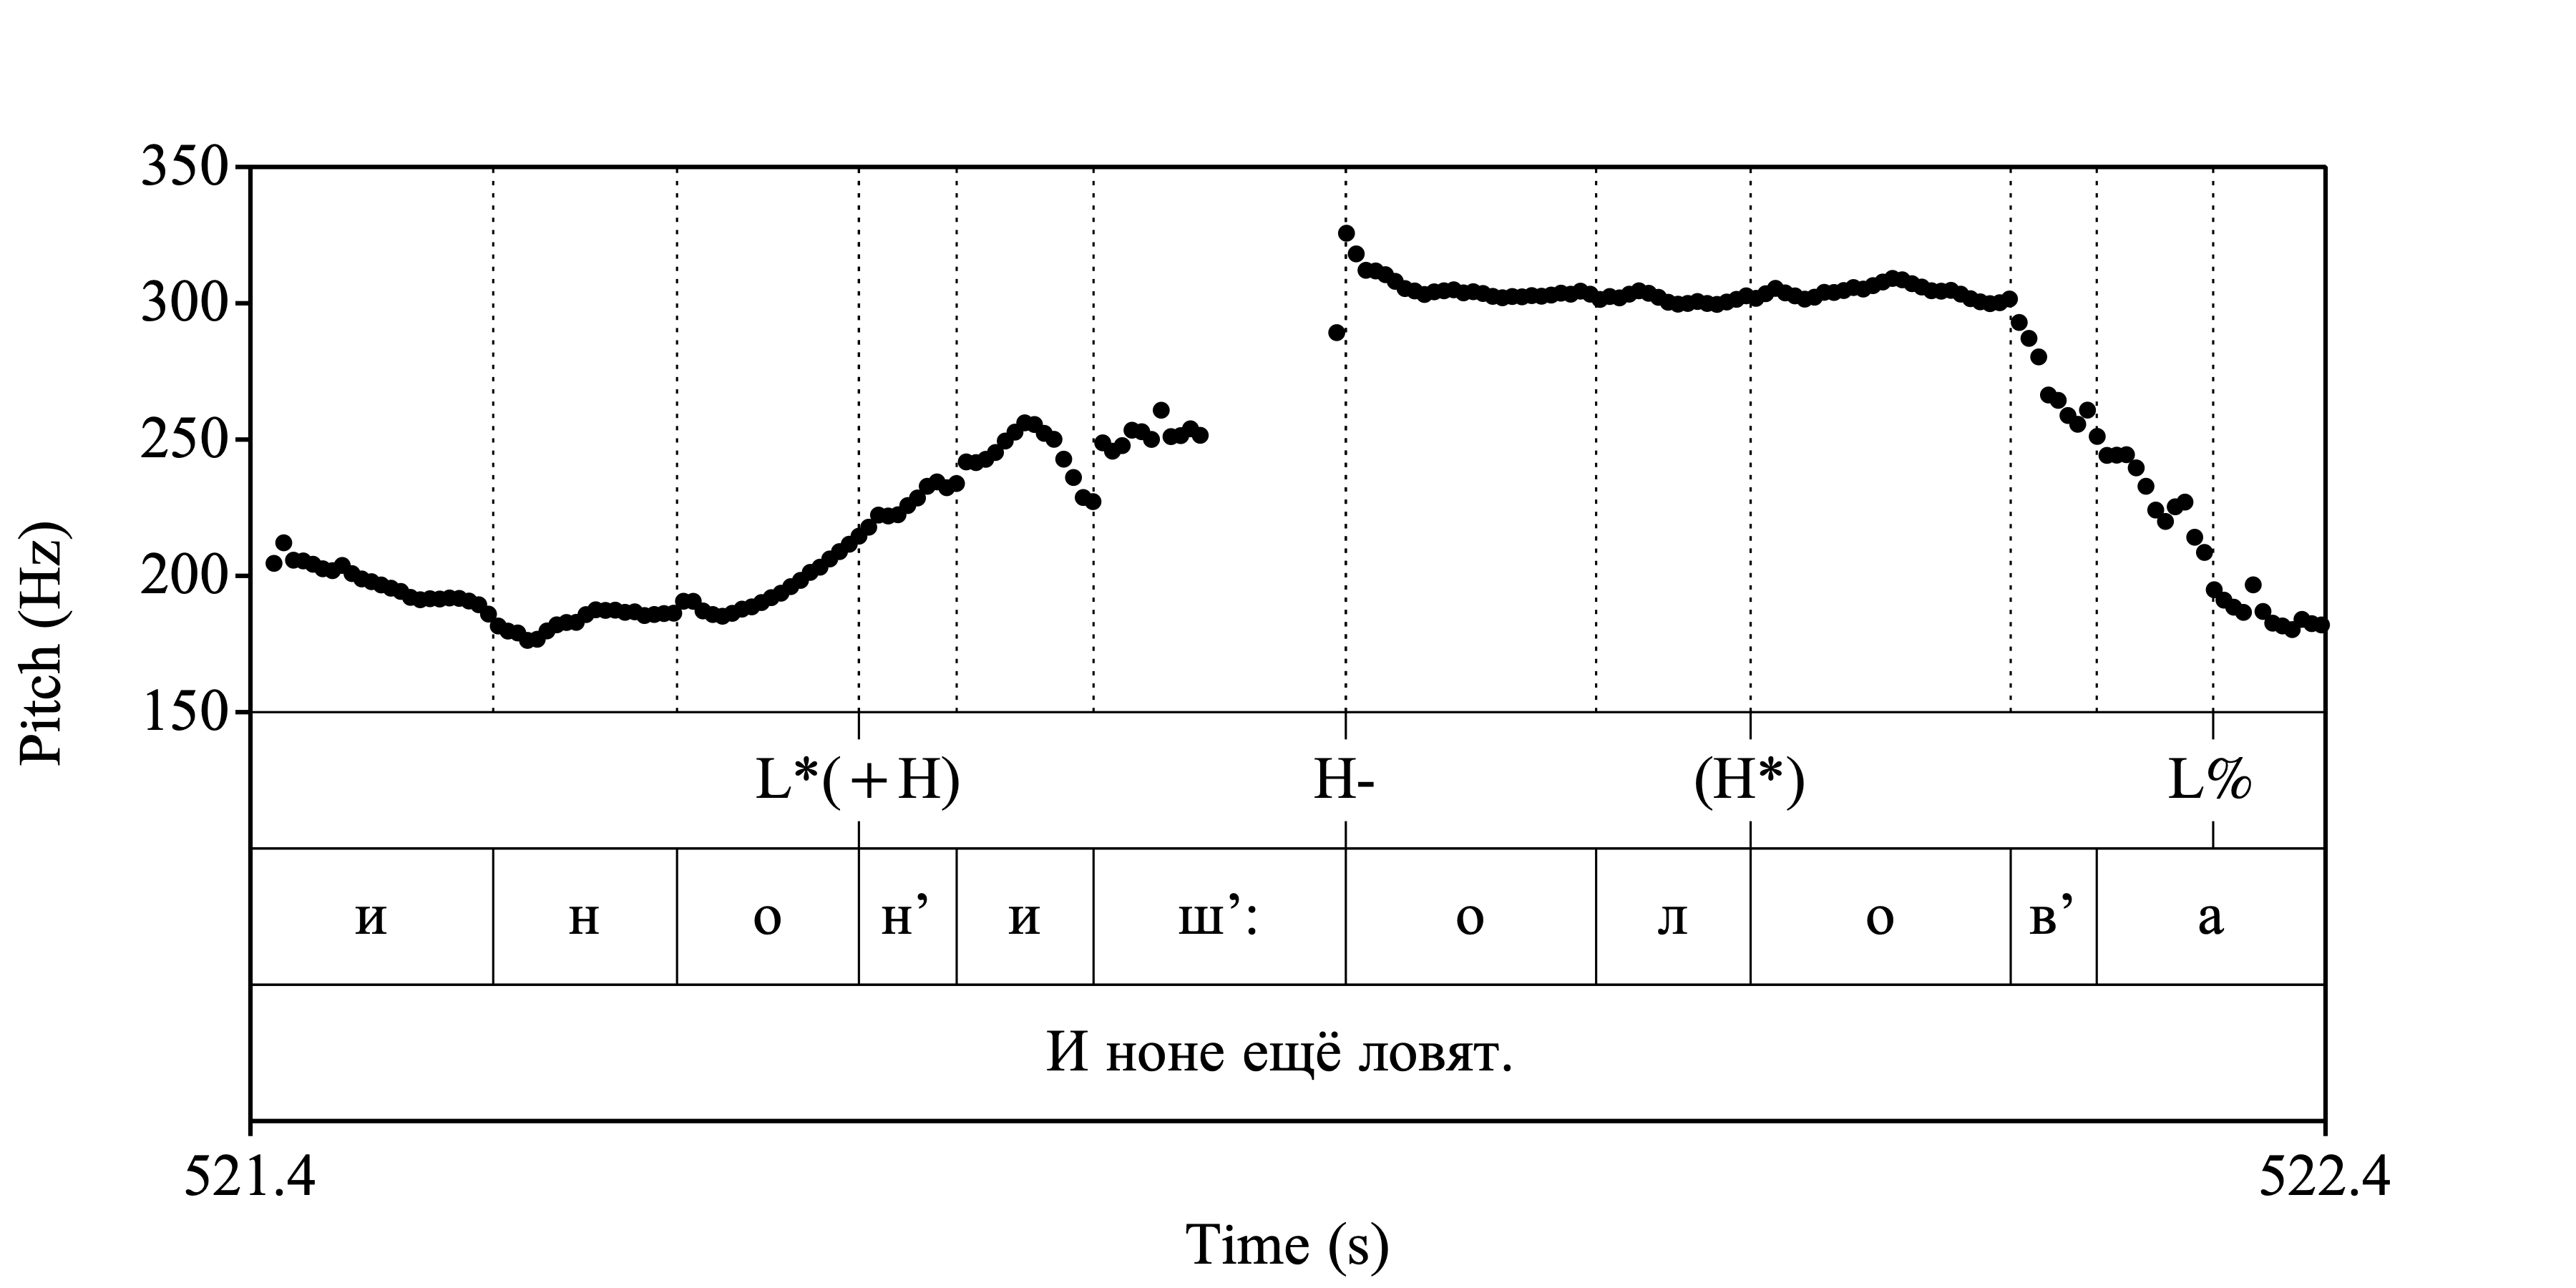 350
300
250
200
150
Pitch (Hz)
L*(+H) H- (H*) L%
и н о н’ и ш’: о л о в’ а
И ноне ещё ловят.
521.4 522.4
Time (s)